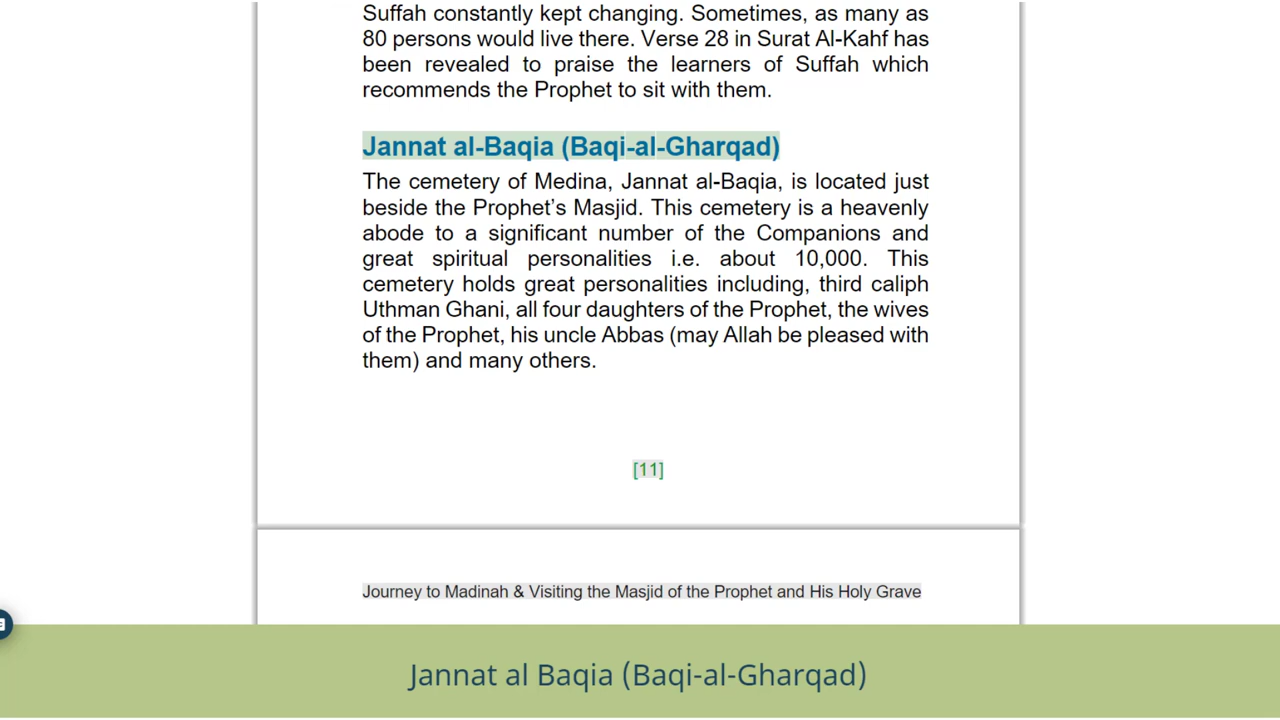 Suffah constantly kept changing. Sometimes, as many as
80 persons would live there. Verse 28 in Surat Al-Kahf has
been revealed to praise the learners of Suffah which
recommends the Prophet to sit with them.
Jannat al-Baqia (Baqi-al-Gharqad)
The cemetery of Medina, Jannat al-Baqia, is located just
beside the Prophet's Masjid. This cemetery is a heavenly
abode to a significant number of the Companions and
great spiritual personalities i.e. about 10,000. This
cemetery holds great personalities including, third caliph
Uthman Ghani, all four daughters of the Prophet, the wives
of the Prophet, his uncle Abbas (may Allah be pleased with
them) and many others.
[11]
Journey to Madinah & Visiting the Masjid of the Prophet and His Holy Grave
Jannat al Baqia (Baqi-al-Gharqad)